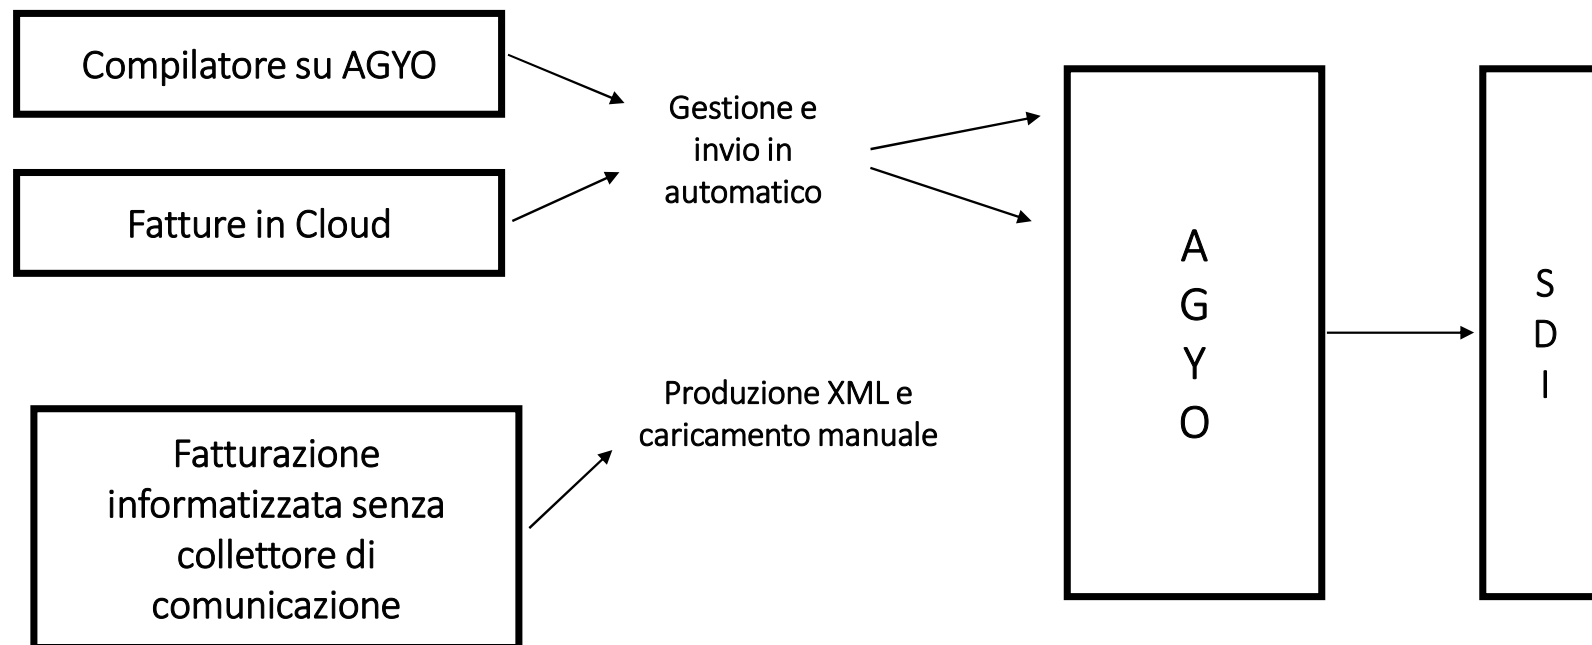 Compilatore su AGYO
Fatture in Cloud
Gestione e
invio in
automatico
Produzione XML e
caricamento manuale
Fatturazione
informatizzata senza
collettore di
comunicazione
A
G
Y
O
S
D
I